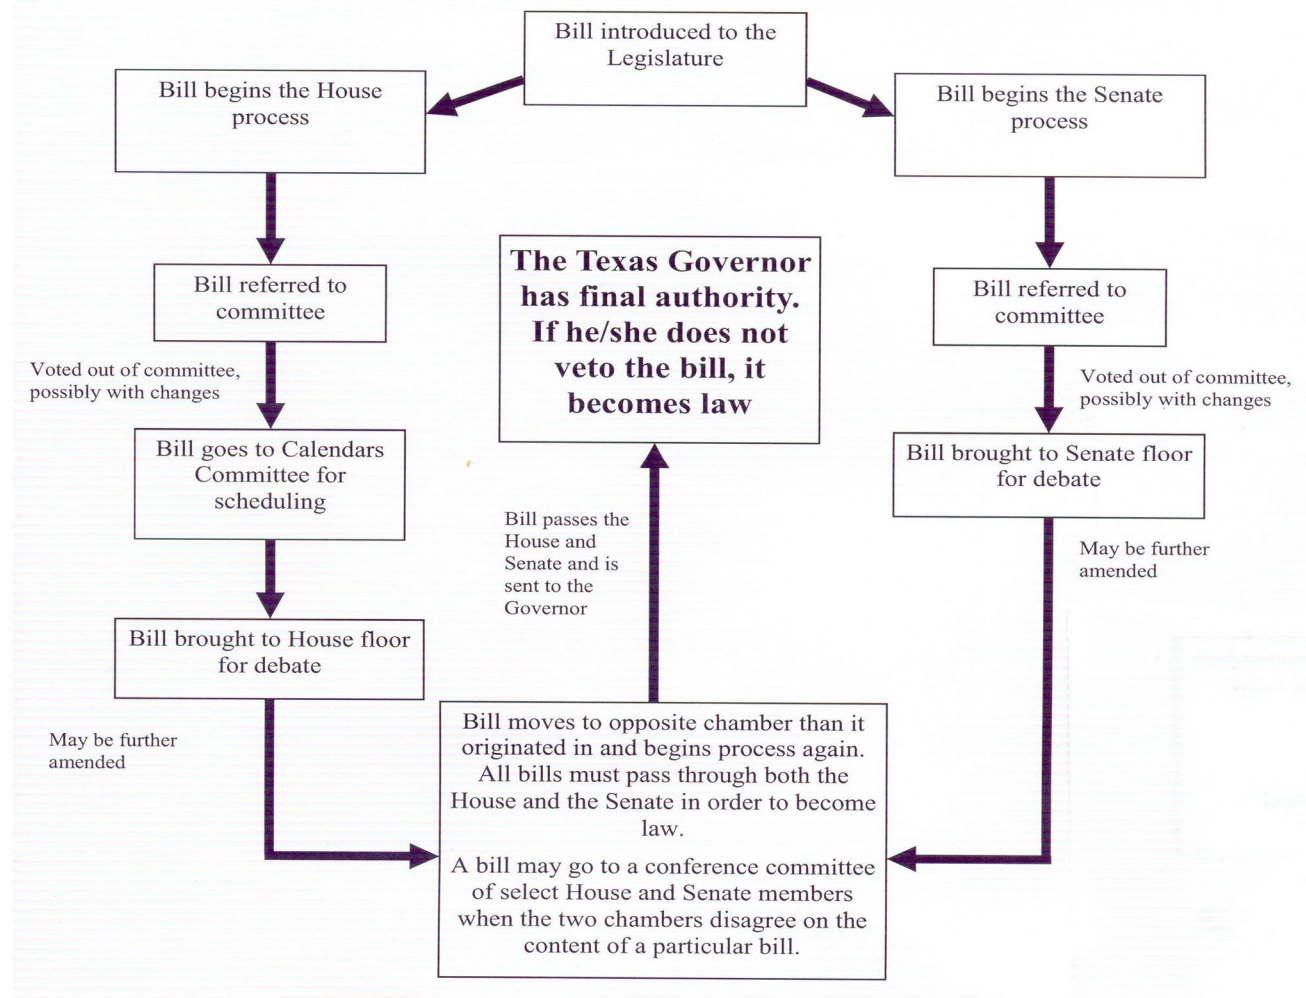 Bill introduced to the
Legislature
Bill begins the House
process
Bill begins the Senate
process
Bill referred to
committee
Voted out of committee,
possibly with changes
Bill goes to Calendars
Committee for
scheduling
Bill brought to House floor
for debate
May be further
amended
The Texas Governor
has final authority.
If he/she does not
veto the bill, it
becomes law
Bill passes the
House and
Senate and is
sent to the
Governor
Bill referred to
committee
Voted out of committee,
possibly with changes
Bill brought to Senate floor
for debate
May be further
amended
Bill moves to opposite chamber than it
originated in and begins process again.
All bills must pass through both the
House and the Senate in order to become
law.
A bill may go to a conference committee
of select House and Senate members
when the two chambers disagree on the
content of a particular bill.